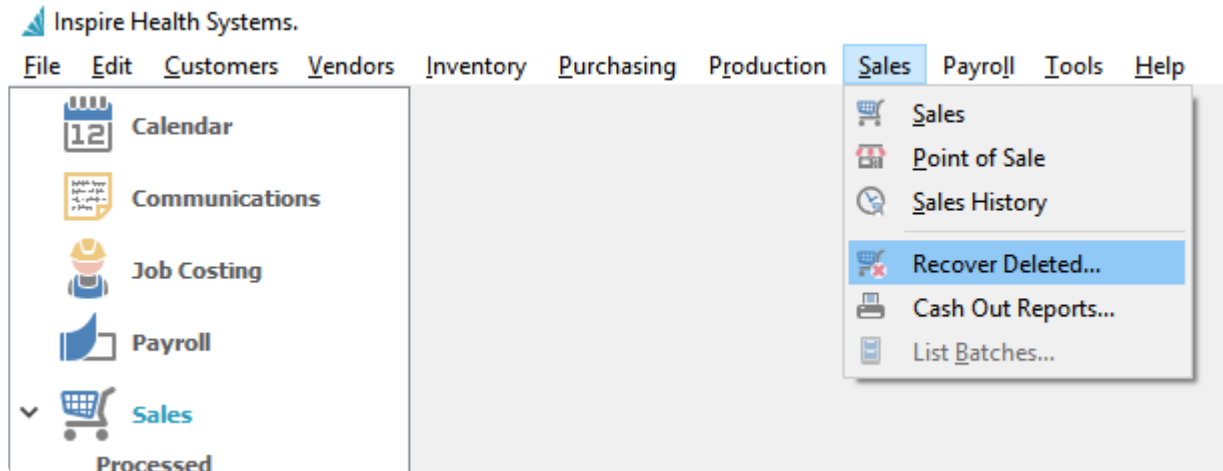 Inspire Health Systems.
File Edit Customers Vendors Inventory Purchasing Production Sales Payroll Tools Help
12 Calendar
Communications
Job Costing
Payroll
Sales
Processed
Sales
Point of Sale
Sales History
Recover Deleted...
Cash Out Reports...
List Batches...